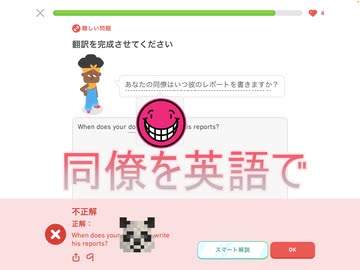 4
難しい問題
翻訳を完成させてください
あなたの同僚はいつ彼のレポートを書きますか？
When does your do his reports?
同僚を英語で
不正解
正解：
When does your write
his reports?
スマート解説
OK